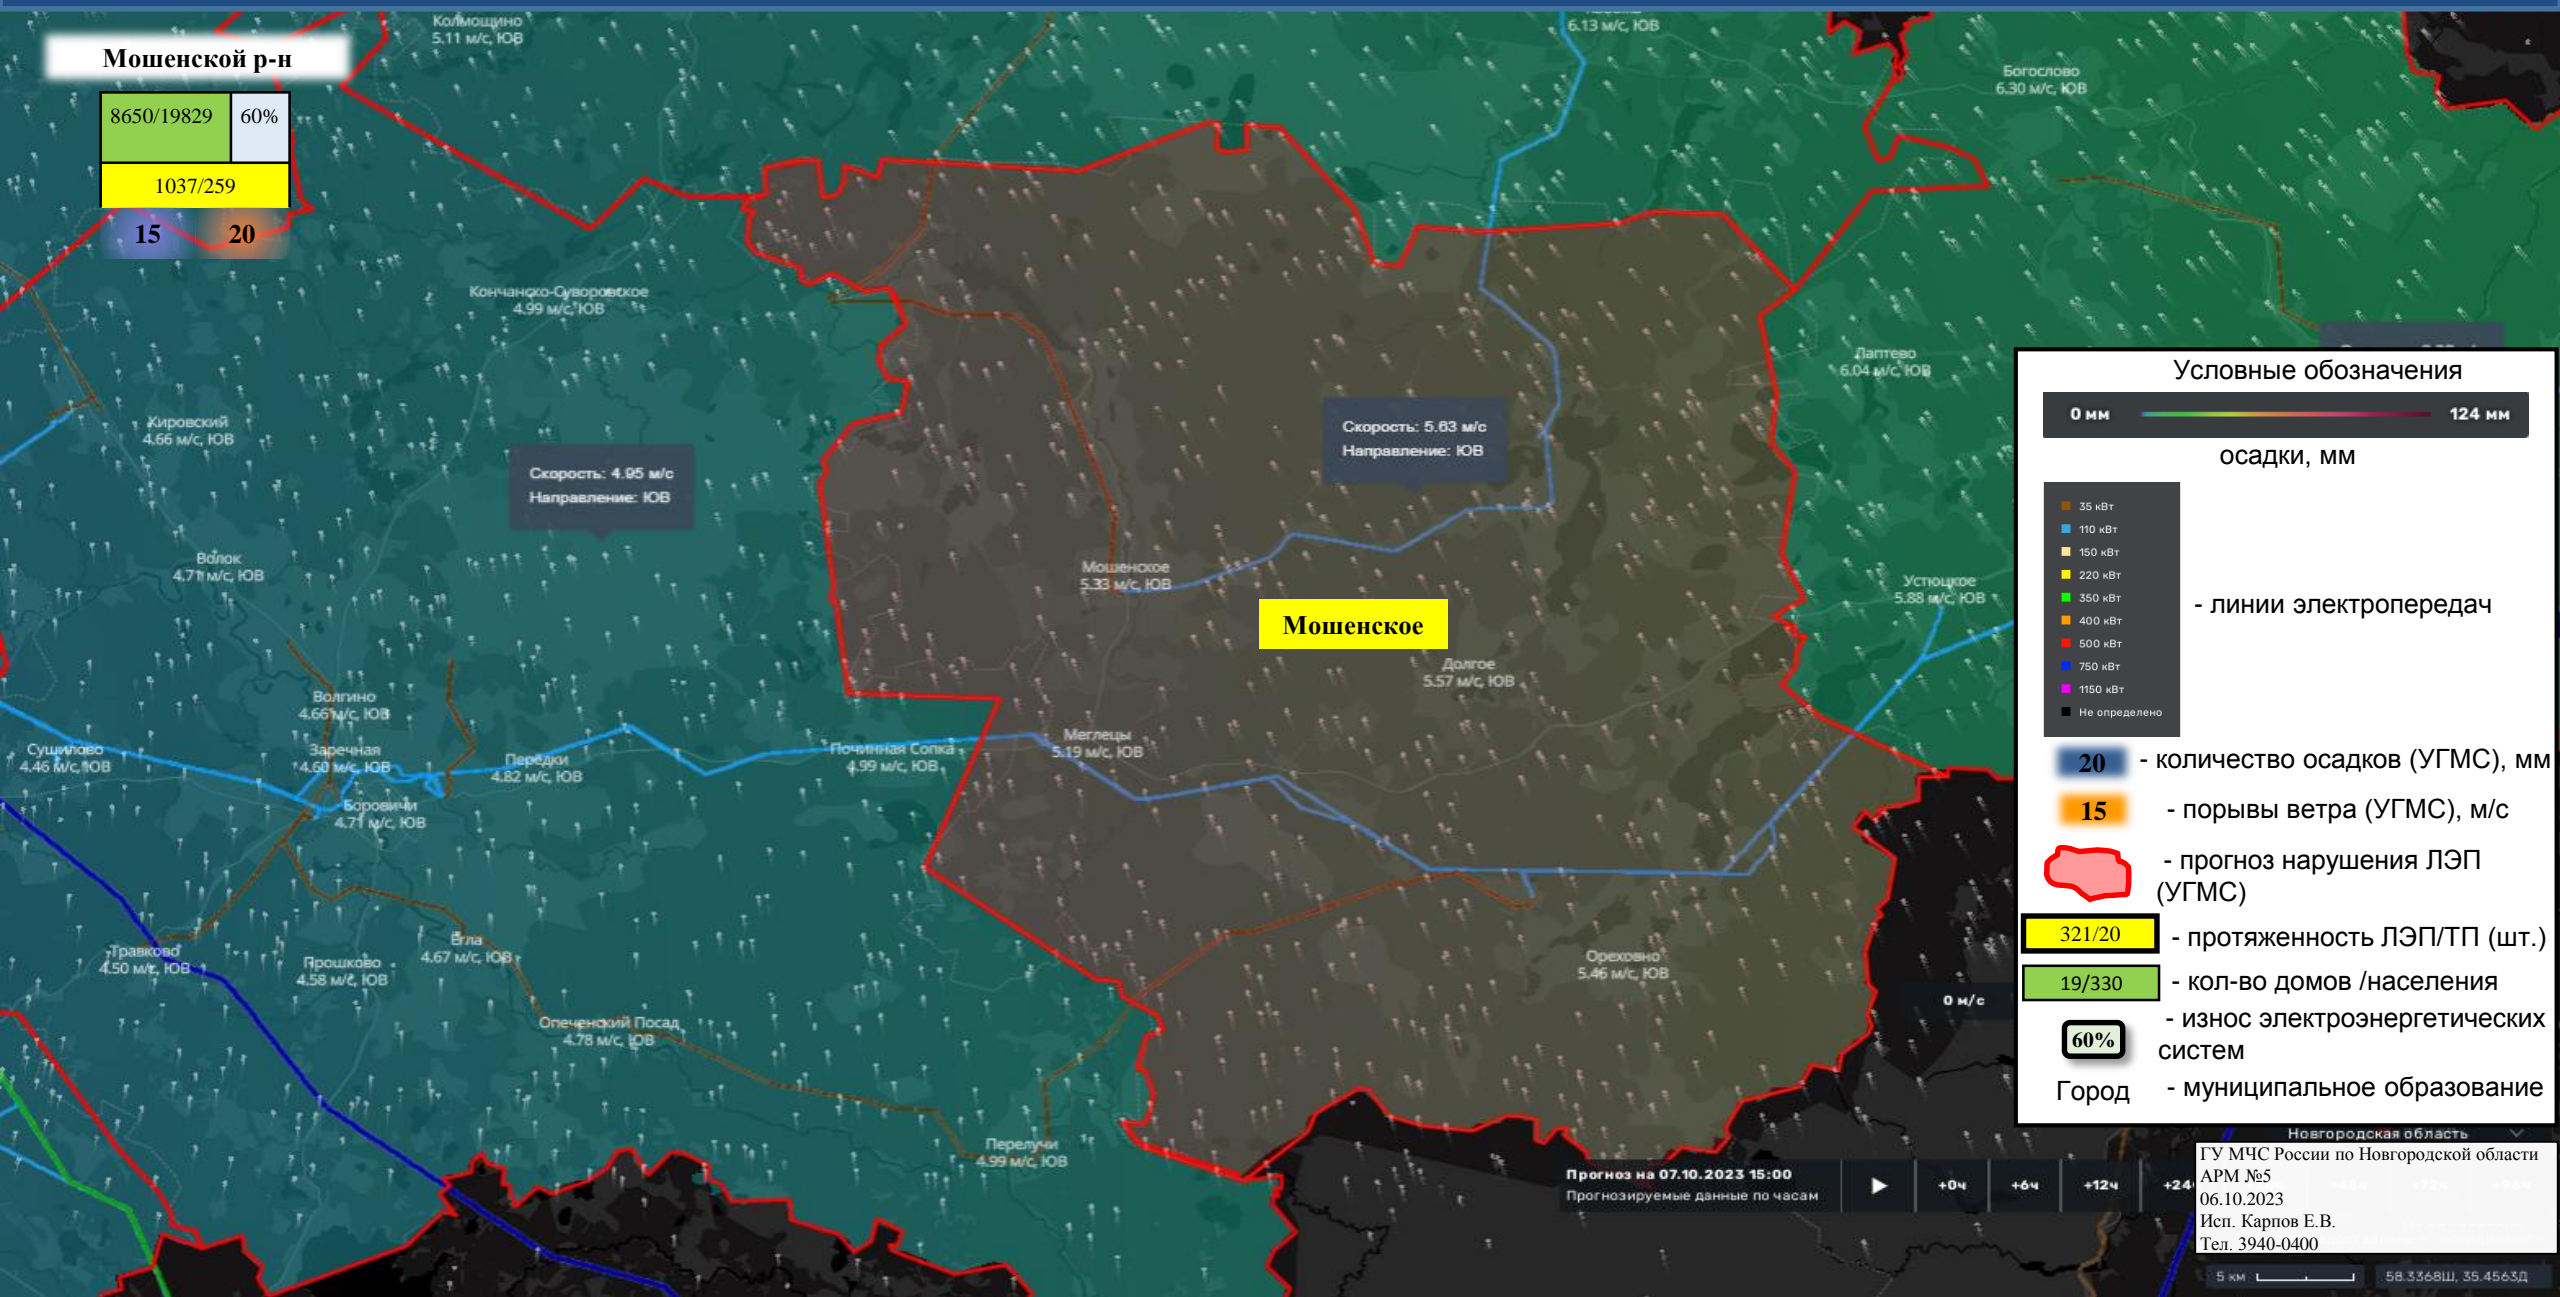 Колмощино
5.11 м/с, ЮВ
6.13 м/с, ЮВ
Мошенской р-н
8650/19829
60%
1037/259
15
20
Богослово
6.30 м/с, ЮВ
Кончанско-Суворовское
4.99 м/с, ЮВ
Лаптево
6.04 м/с, ЮВ
Кировский
4.66 м/с, ЮВ
Скорость: 4.95 м/с
Направление: ЮВ
Скорость: 5.63 м/с
Направление: ЮВ
Волок
4.71 м/с, ЮВ
Мошенское
5.33 м/с, ЮВ
Устюцкое
5.88 м/с, ЮВ
Мошенское
Долгое
5.57 м/с, ЮВ
Волгино
4.66 м/с, ЮВ
Сушилово
4.46 м/с, ЮВ
Заречная
4.60 м/с, ЮВ
Передки
4.82 м/с, ЮВ
Починная Сопка
4.99 м/с, ЮВ
Меглецы
5.19 м/с, ЮВ
Боровичи
4.71 м/с, ЮВ
Травково
4.50 м/с, ЮВ
Прошково
4.58 м/с, ЮВ
Егла
4.67 м/с, ЮВ
Ореховно
5.46 м/с, ЮВ
Опеченский Посад
4.78 м/с, ЮВ
Перелучи
4.99 м/с, ЮВ
0 м/с
Условные обозначения
0 мм
124 мм
осадки, мм
35 кВт
110 кВт
150 кВт
220 кВт
350 кВт
400 кВт
500 кВт
750 кВт
1150 кВт
Не определено
- линии электропередач
20 - количество осадков (УГМС), мм
15 - порывы ветра (УГМС), м/с
- прогноз нарушения ЛЭП
(УГМС)
321/20 - протяженность ЛЭП/ТП (шт.)
19/330 - кол-во домов /населения
60% - износ электроэнергетических
систем
Город - муниципальное образование
Новгородская область
Прогноз на 07.10.2023 15:00
Прогнозируемые данные по часам
+0ч
+6ч
+12ч
+24
ГУ МЧС России по Новгородской области
АРМ №5
06.10.2023
Исп. Карпов Е.В.
Тел. 3940-0400
5 км
58.3368Ш, 35.4563Д